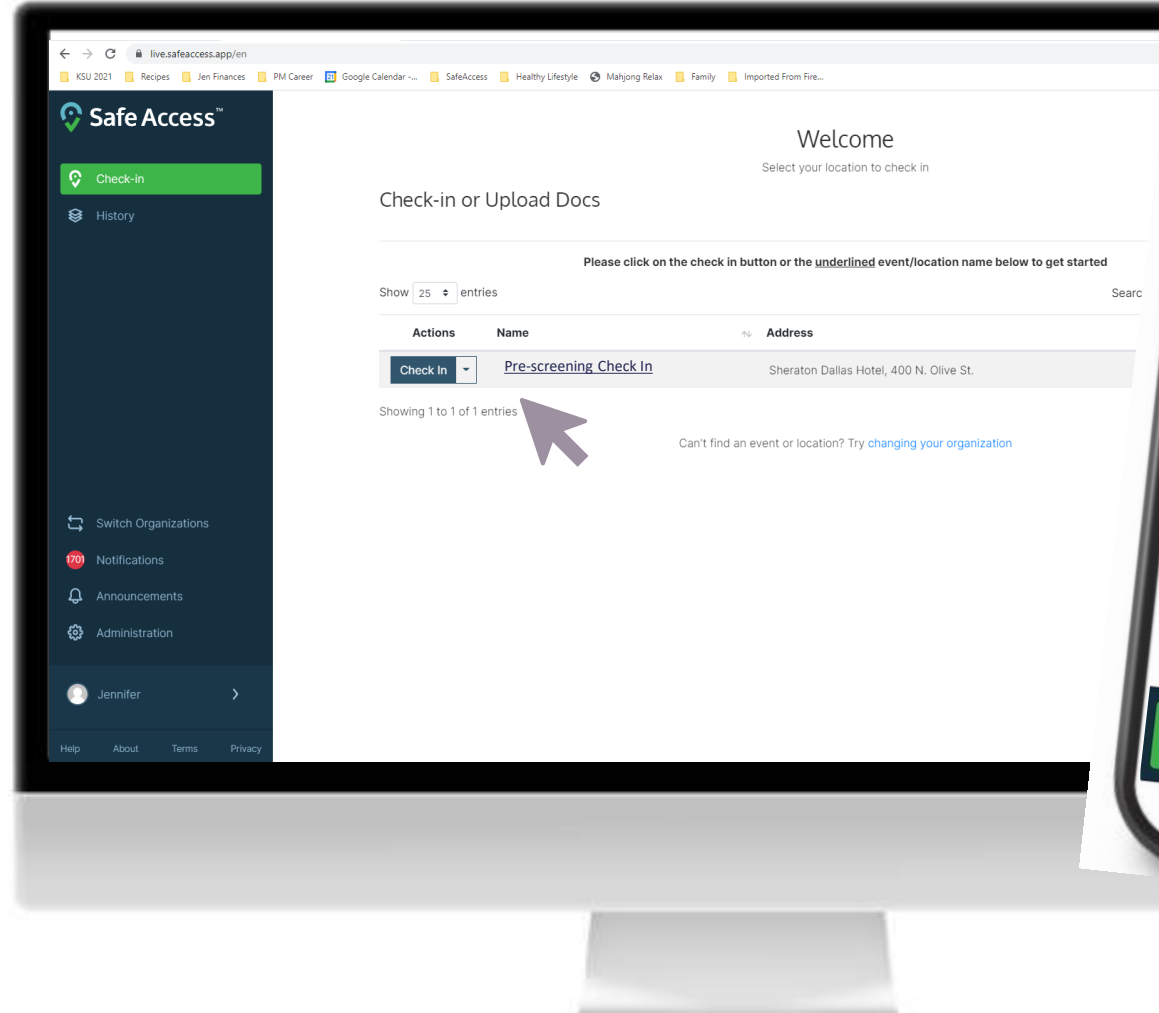 live.safeaccess.app/en
KSU 2021 Recipes Jen Finances PM Career Google Calendar -... SafeAccess Healthy Lifestyle Mahjong Relax Family Imported From Fire...
Safe Access™
Check-in
History
Switch Organizations
1701 Notifications
Announcements
Administration
Jennifer
Help About Terms Privacy
Welcome
Select your location to check in
Check-in or Upload Docs
Please click on the check in button or the underlined event/location name below to get started
Show 25 entries
Searc
Actions Name Address
Check In Pre-screening Check In Sheraton Dallas Hotel, 400 N. Olive St.
Showing 1 to 1 of 1 entries
Can't find an event or location? Try changing your organization